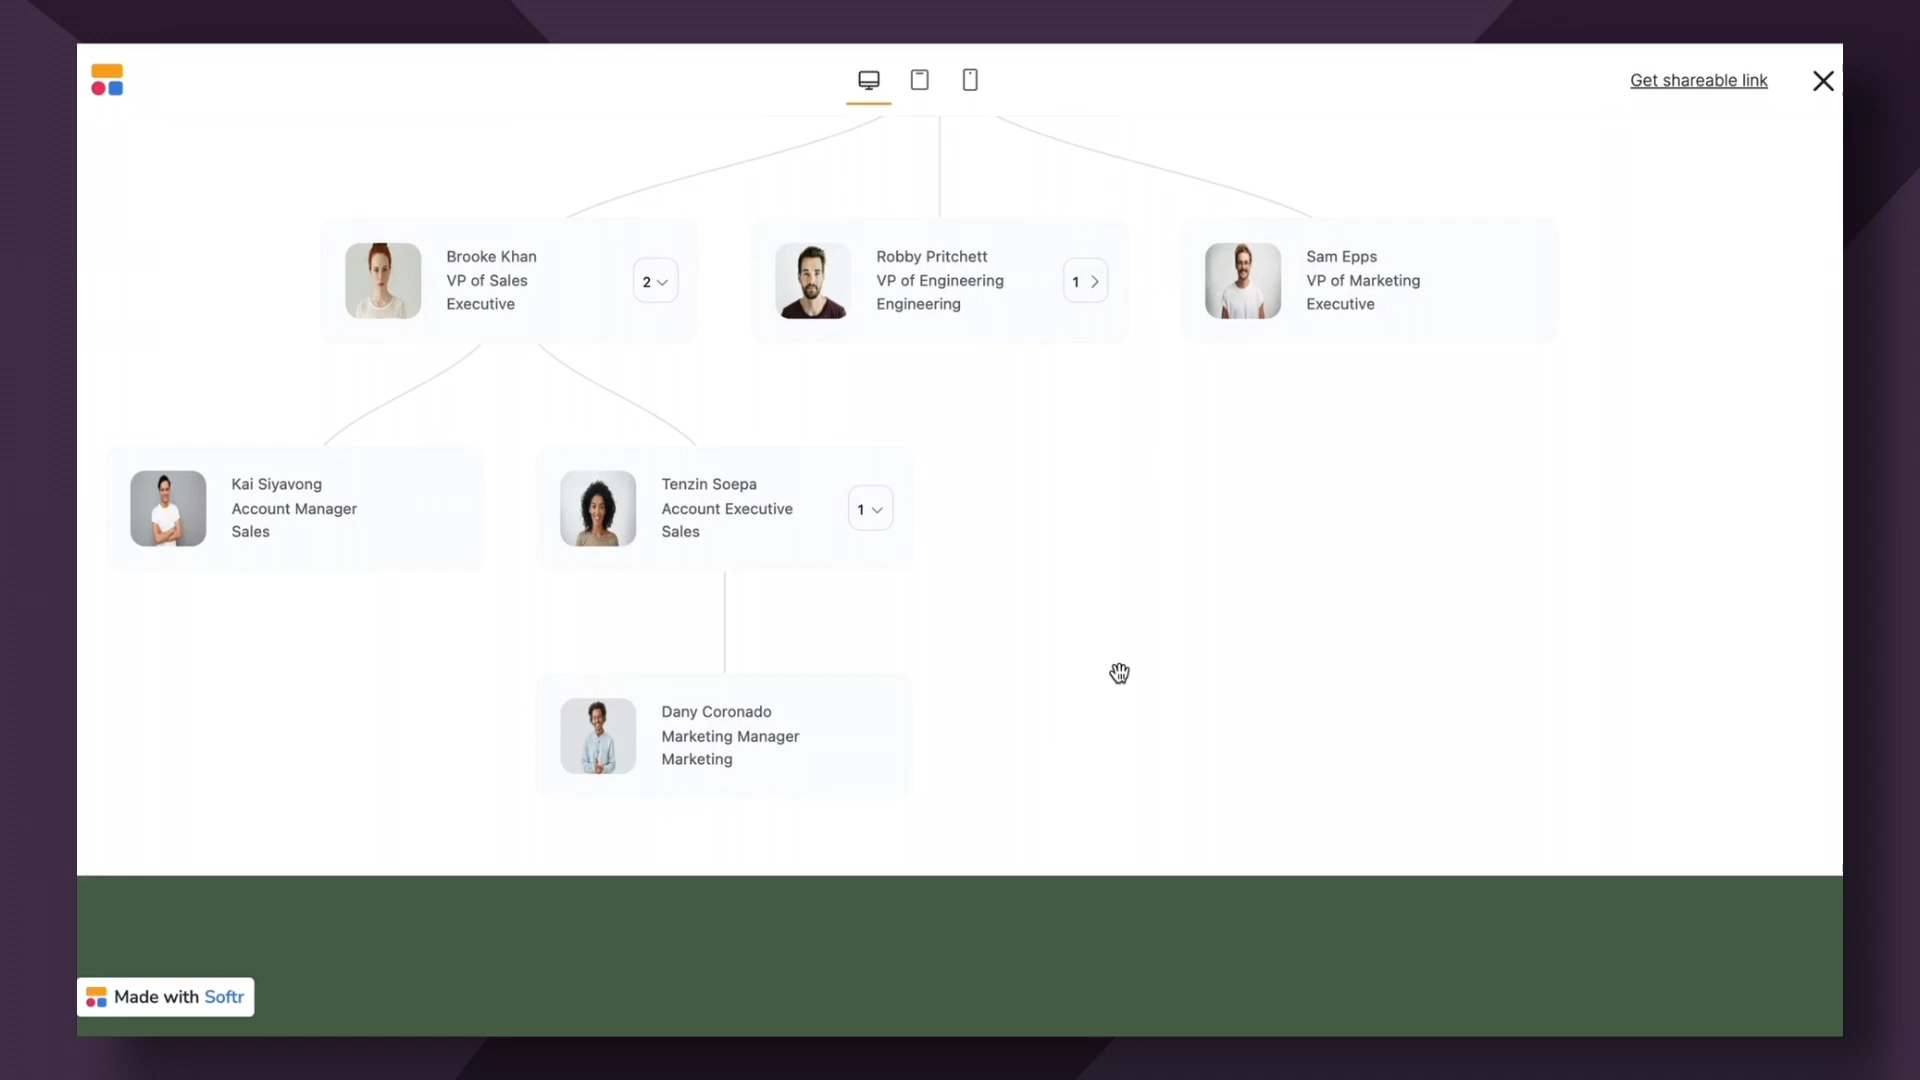 Get shareable link
Brooke Khan
VP of Sales
Executive
2
Robby Pritchett
VP of Engineering
Engineering
1
Sam Epps
VP of Marketing
Executive
Kai Siyavong
Account Manager
Sales
Tenzin Soepa
Account Executive
Sales
1
Dany Coronado
Marketing Manager
Marketing
Made with Softr